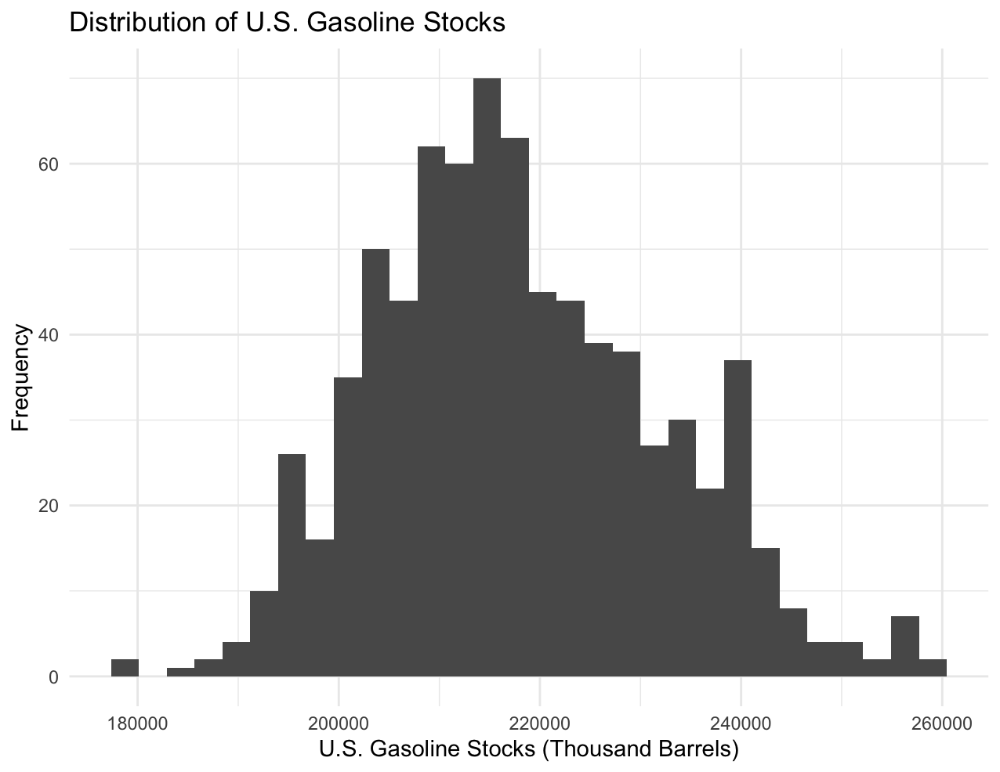 Distribution of U.S. Gasoline Stocks
60
40
20
0
Frequency
180000 200000 220000 240000 260000
U.S. Gasoline Stocks (Thousand Barrels)